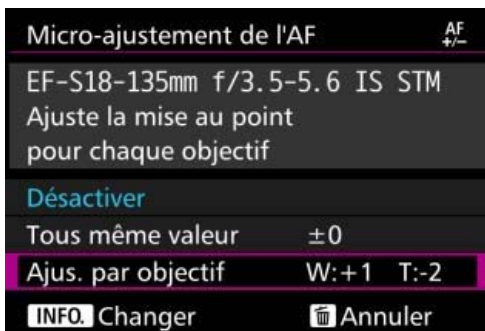 Micro-ajustement de l'AF AF +/−
EF-S18-135mm f/3.5-5.6 IS STM
Ajuste la mise au point
pour chaque objectif
Désactiver
Tous même valeur ±0
Ajus. par objectif W:+1 T:-2
INFO. Changer Annuler